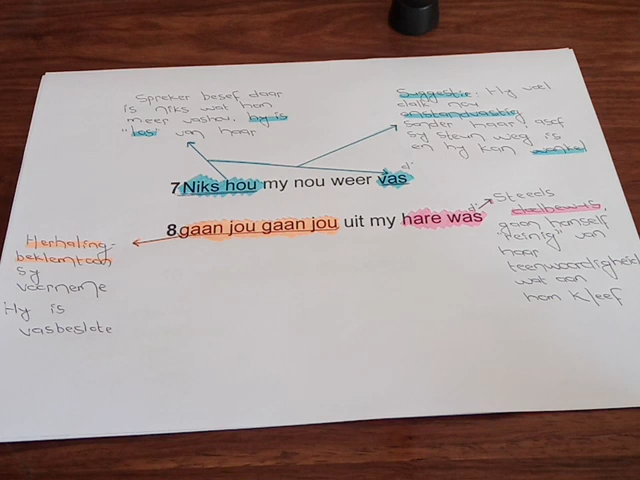 Spreker besef daar
is niks wat hom
meer vashou, hy is
"los" van haar
Suggestie: Hy voel
dalk nou
onstandvastig
sonder haar, asof
sy steun weg is
en hy kan wankel
7 Niks hou my nou weer vas
d'
8 gaan jou gaan jou uit my hare was
d'
Herhaling-
beklemtoon
sy
voorneme
Hy is
vasbeslote
Steeds
gaan homself
"reinig" van
haar
teenwoordigheid
wat aan
hom kleef